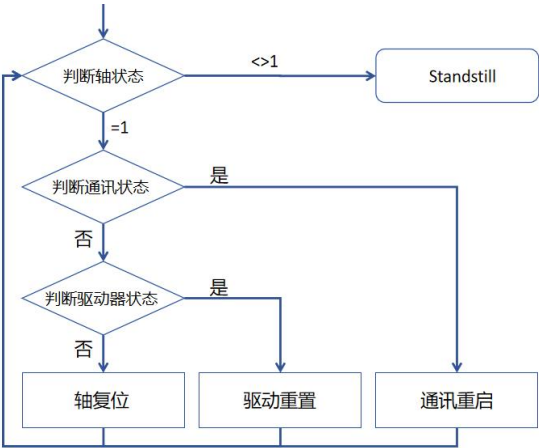 判断轴状态
<>1
Standstill
=1
判断通讯状态
是
否
判断驱动器状态
是
否
轴复位
驱动重置
通讯重启